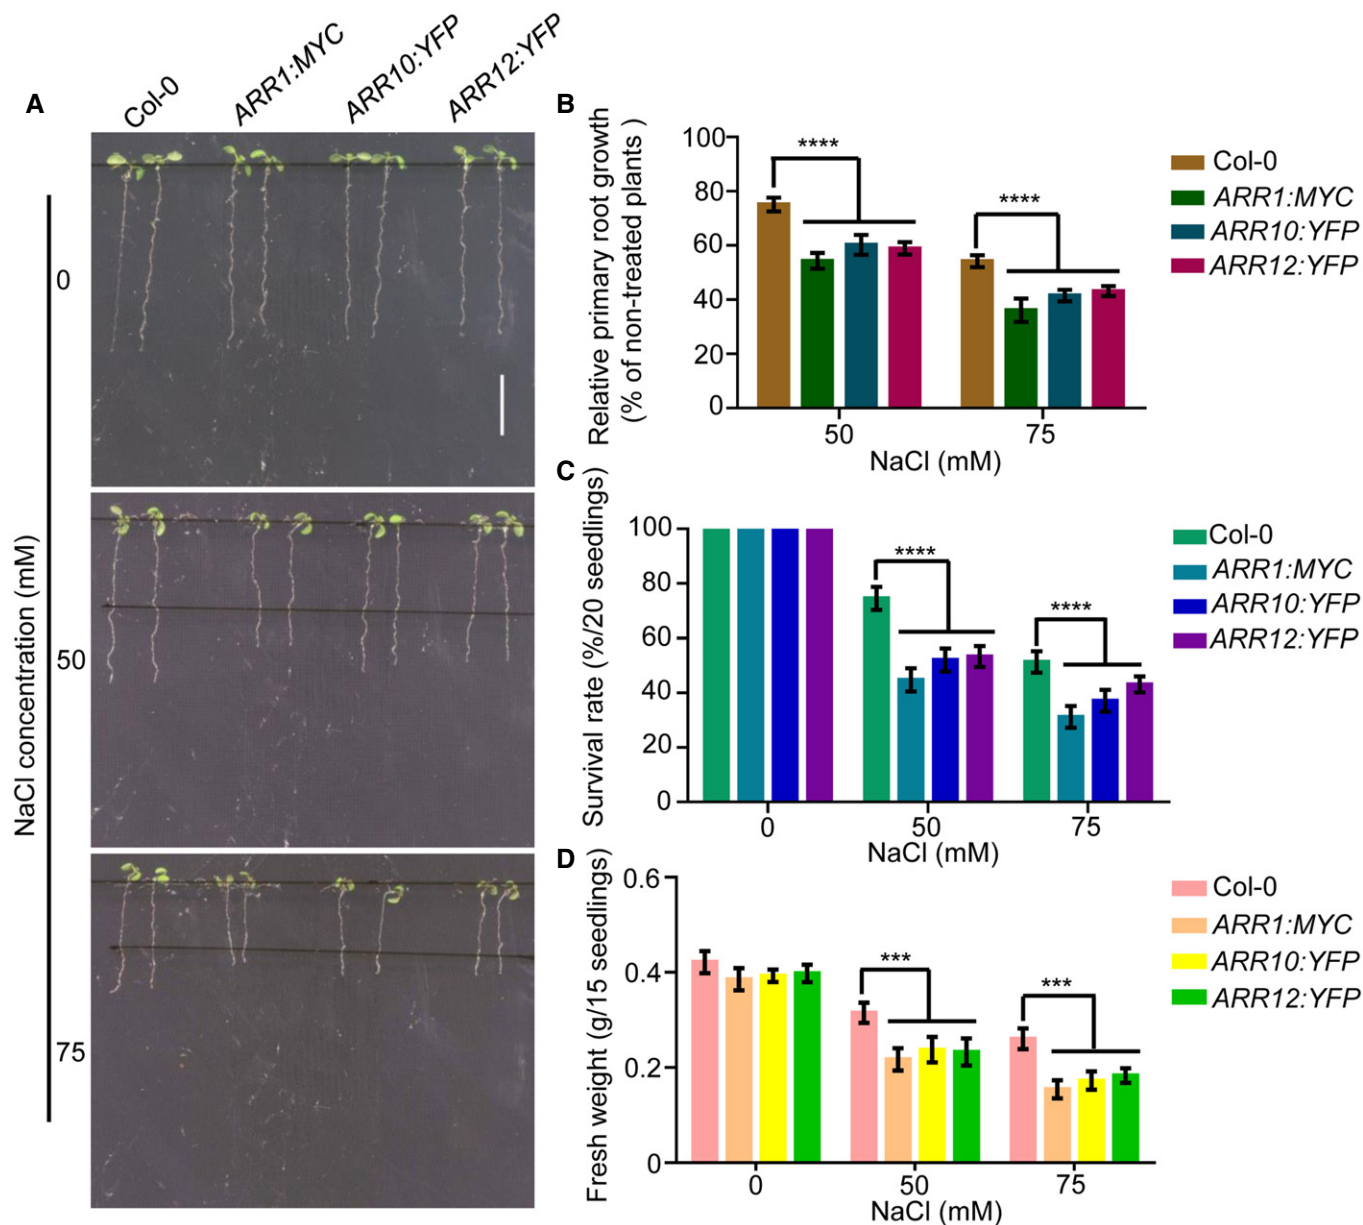 A
Col-0
ARR1:MYC
ARR10:YFP
ARR12:YFP
NaCl concentration (mM)
0
50
75
B
Relative primary root growth
(% of non-treated plants )
100
80
60
40
20
0
****
****
50
75
NaCl (mM)
Col-0
ARR1:MYC
ARR10:YFP
ARR12:YFP
C
Survival rate (%/20 seedlings)
100
80
60
40
20
0
****
****
0
50
75
NaCl (mM)
Col-0
ARR1:MYC
ARR10:YFP
ARR12:YFP
D
Fresh weight (g/15 seedlings)
0.6
0.4
0.2
0
***
***
0
50
75
NaCl (mM)
Col-0
ARR1:MYC
ARR10:YFP
ARR12:YFP